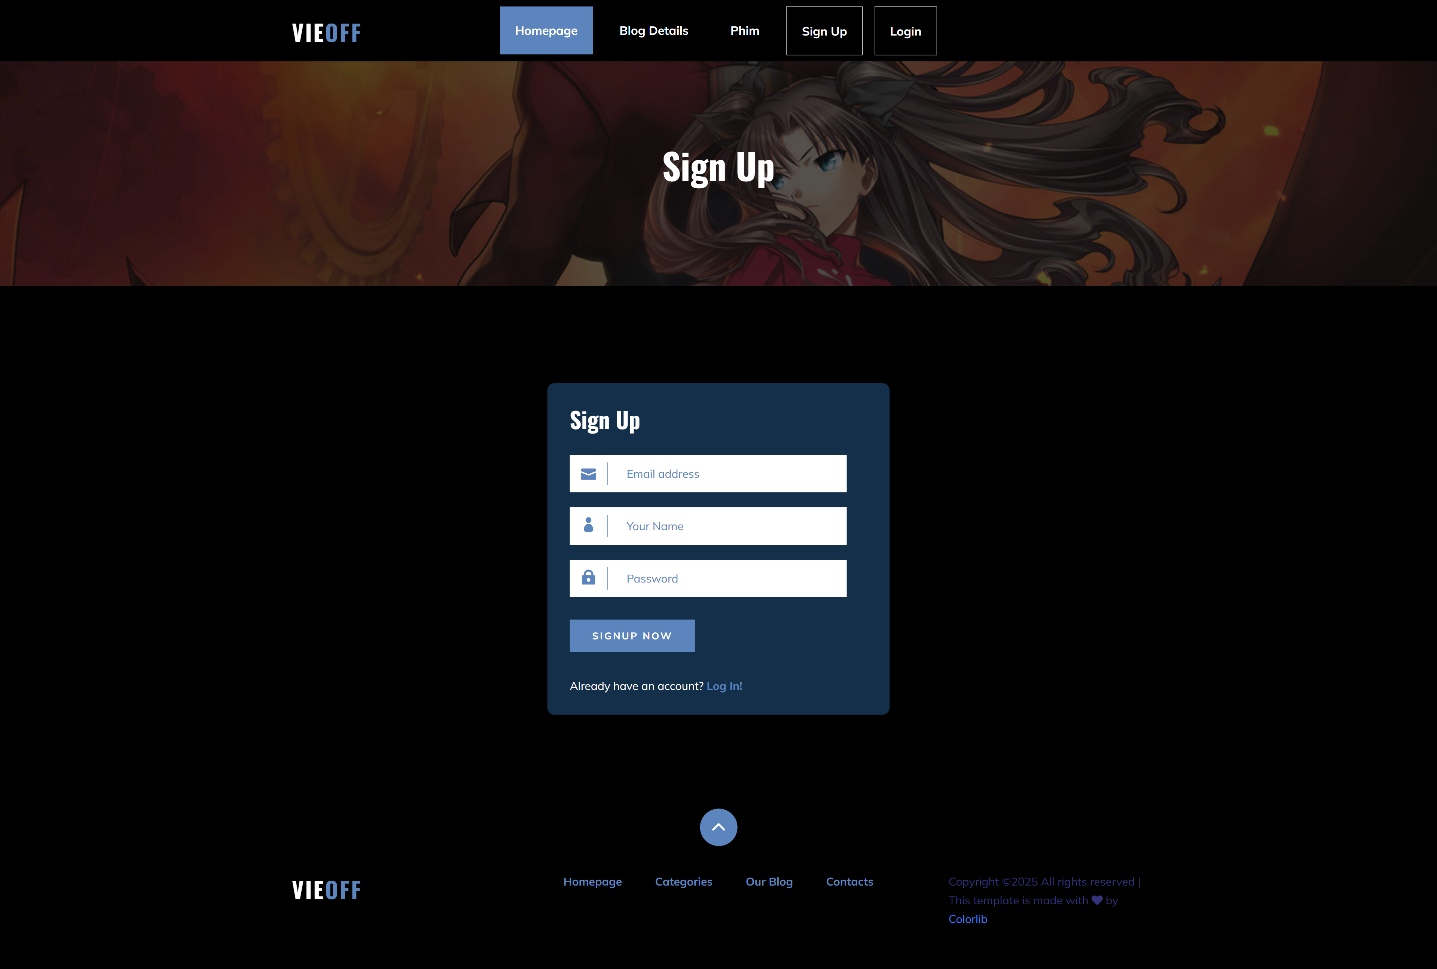 VIEOFF
Homepage
Blog Details
Phim
Sign Up
Login
Sign Up
Sign Up
Email address
Your Name
Password
SIGNUP NOW
Already have an account? Log In!
VIEOFF
Homepage
Categories
Our Blog
Contacts
Copyright ©2025 All rights reserved |
This template is made with ♥ by
Colorlib